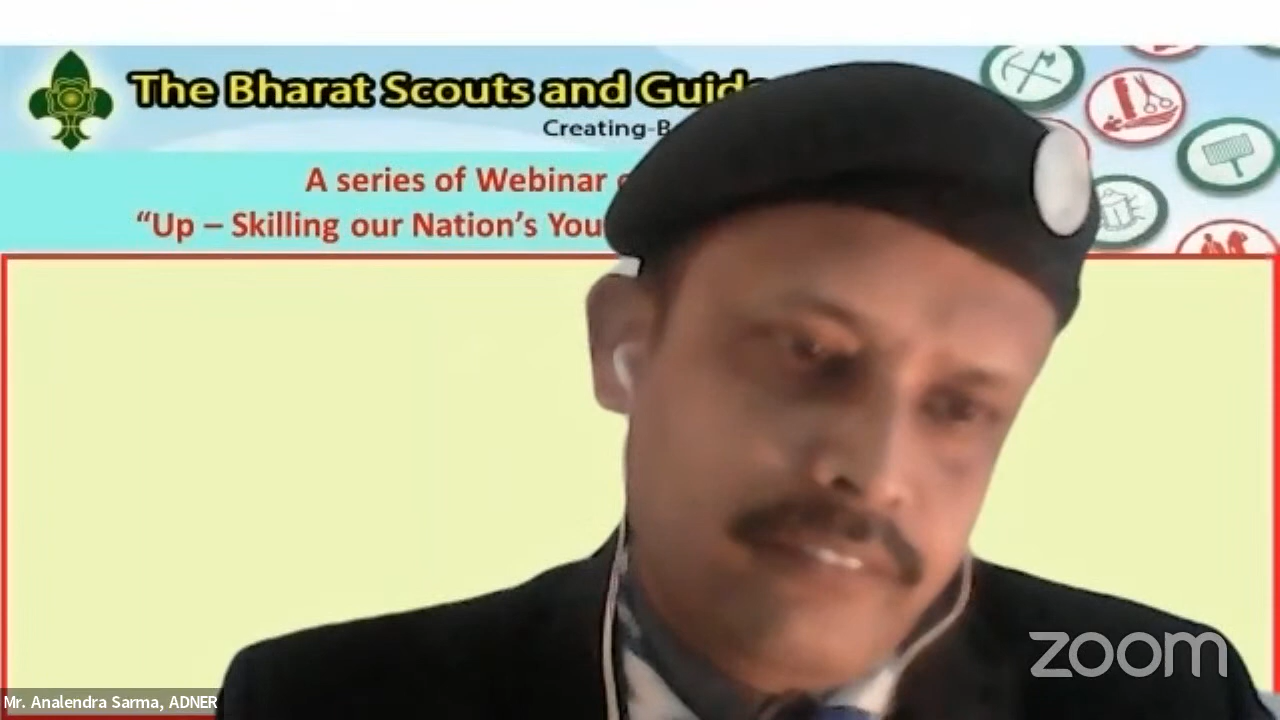 The Bharat Scouts and Guid
Creating-B
A series of Webinar
“Up – Skilling our Nation’s You
zoom
Mr. Analendra Sarma, ADNER